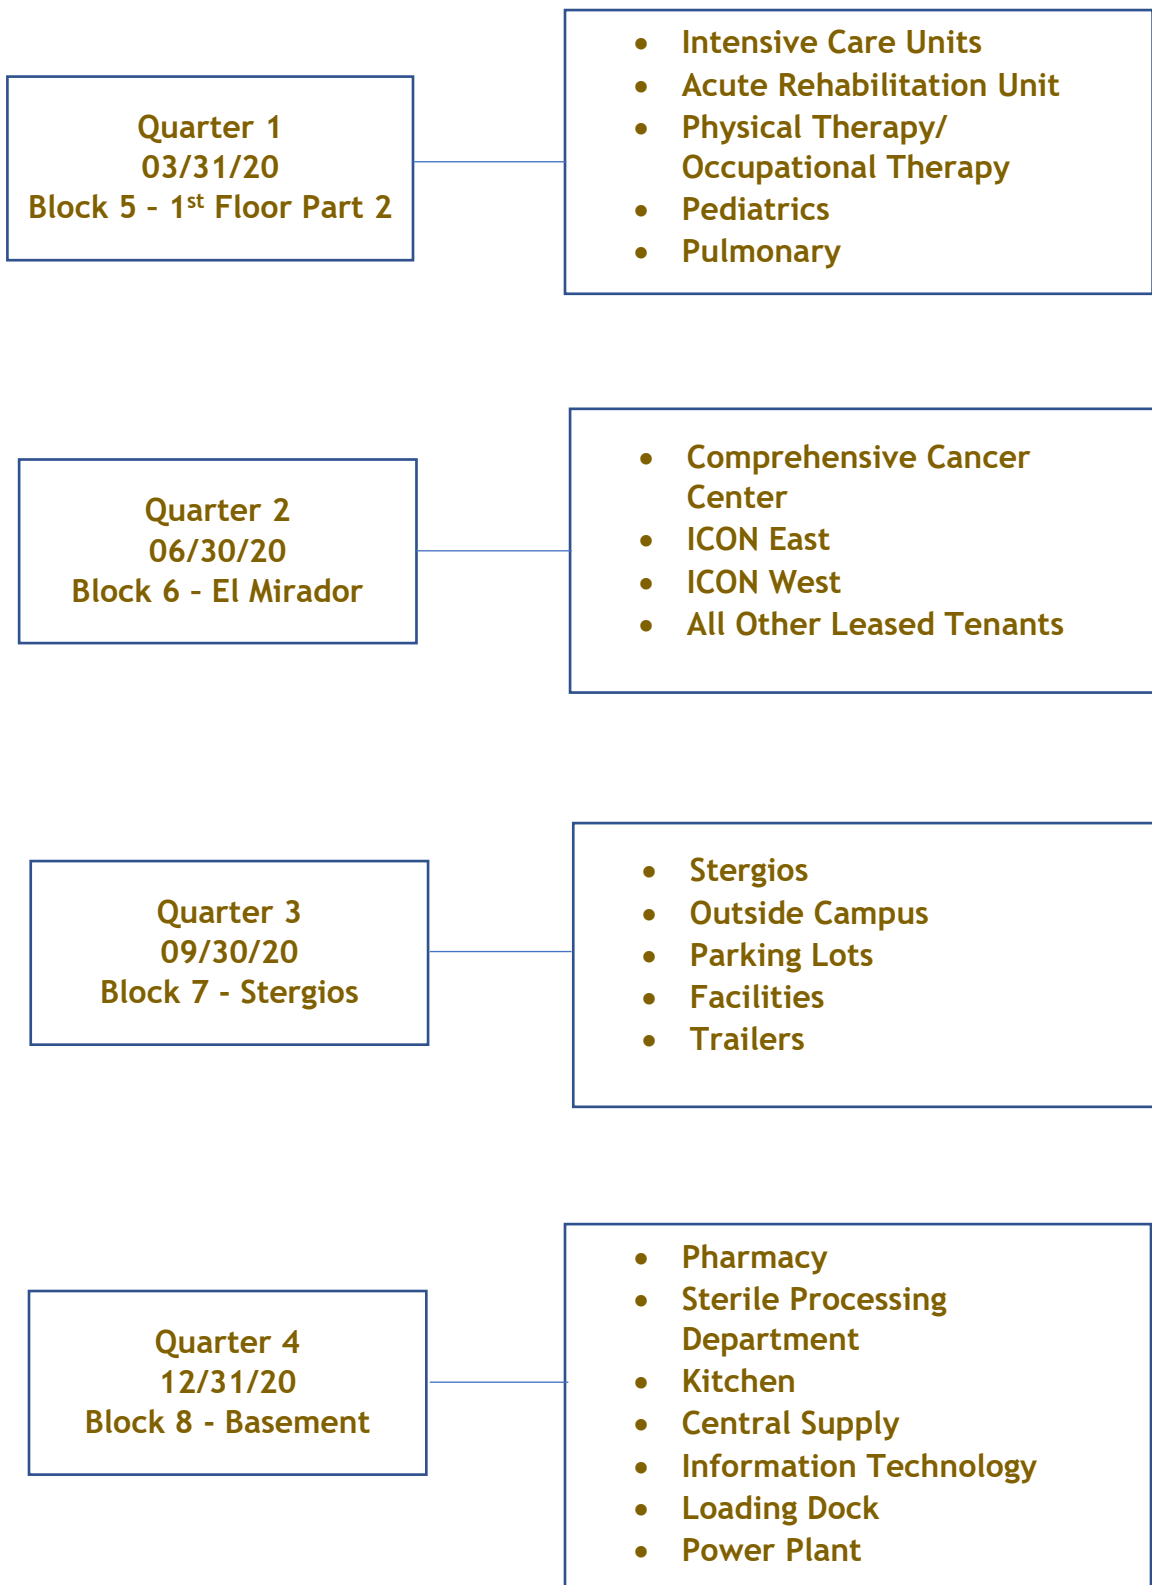 Quarter 1
03/31/20
Block 5 – 1st Floor Part 2
• Intensive Care Units
• Acute Rehabilitation Unit
• Physical Therapy/
Occupational Therapy
• Pediatrics
• Pulmonary
Quarter 2
06/30/20
Block 6 – El Mirador
• Comprehensive Cancer
Center
• ICON East
• ICON West
• All Other Leased Tenants
Quarter 3
09/30/20
Block 7 - Stergios
• Stergios
• Outside Campus
• Parking Lots
• Facilities
• Trailers
Quarter 4
12/31/20
Block 8 - Basement
• Pharmacy
• Sterile Processing
Department
• Kitchen
• Central Supply
• Information Technology
• Loading Dock
• Power Plant